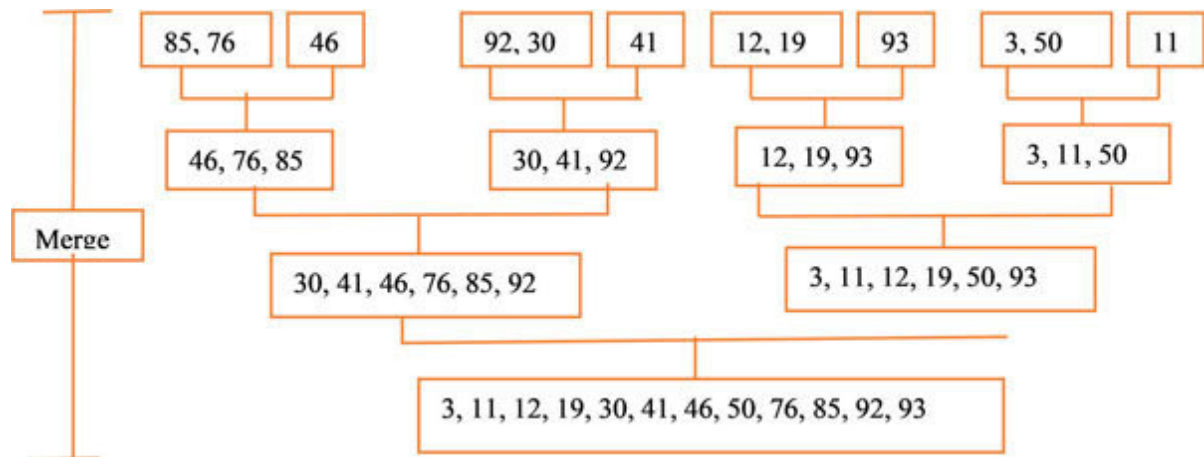 85, 76
46
92, 30
41
12, 19
93
3, 50
11
46, 76, 85
30, 41, 92
12, 19, 93
3, 11, 50
Merge
30, 41, 46, 76, 85, 92
3, 11, 12, 19, 50, 93
3, 11, 12, 19, 30, 41, 46, 50, 76, 85, 92, 93